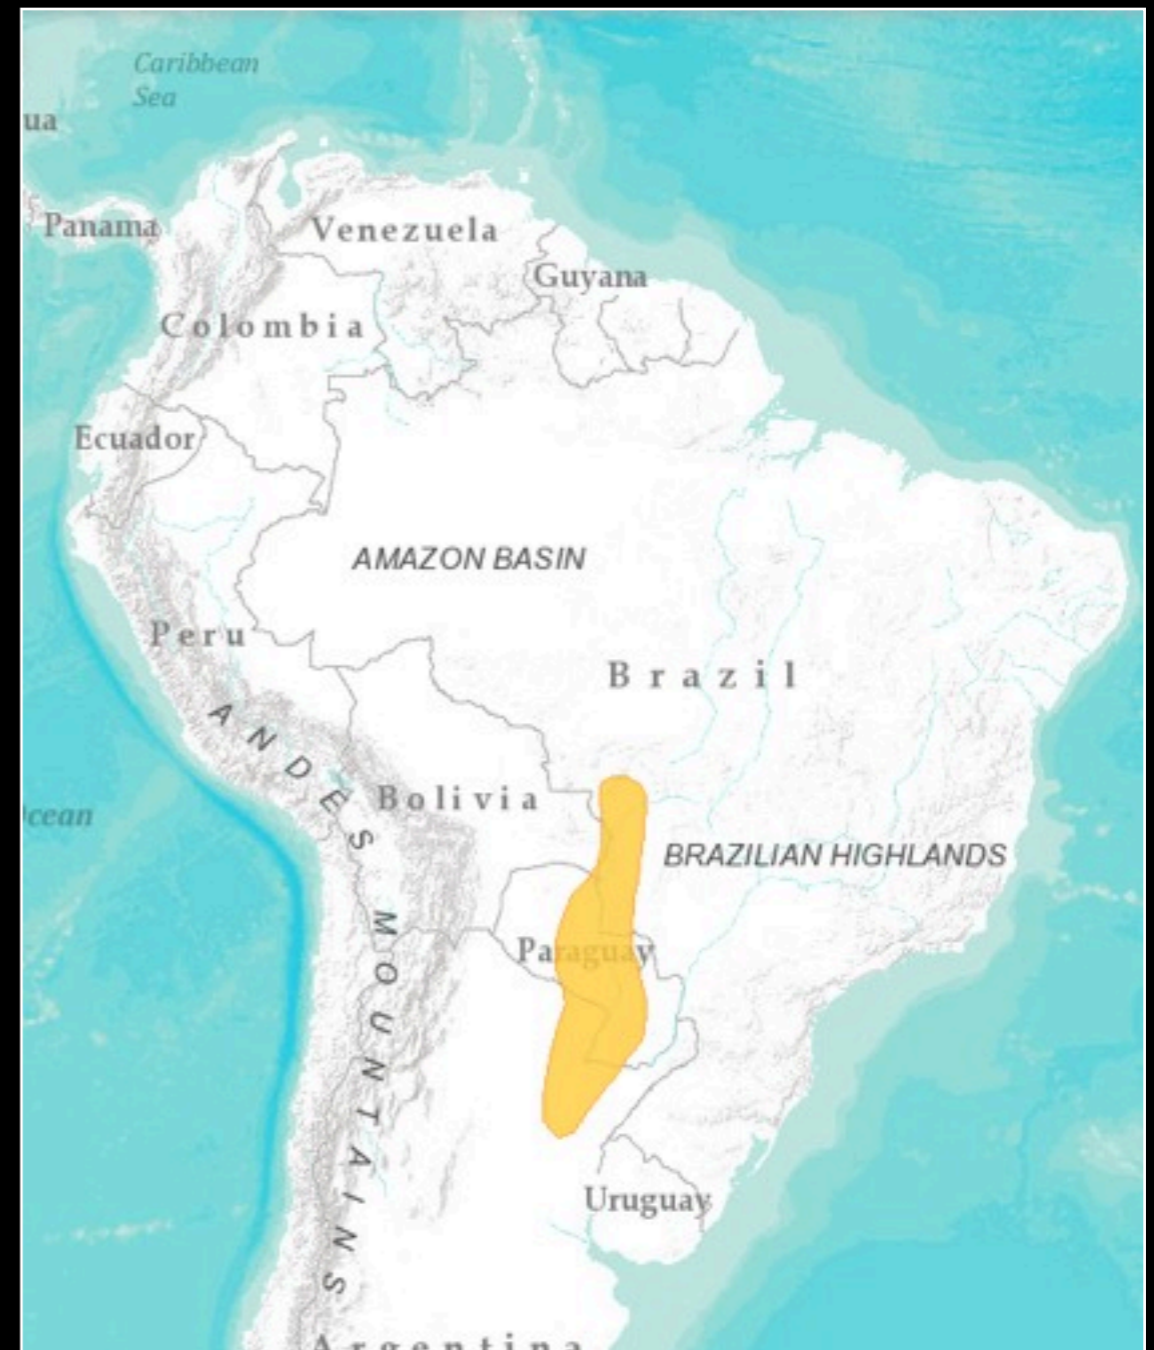 Caribbean
Sea
ua
Panama
Venezuela
Guyana
Colombia
Ecuador
AMAZON BASIN
Peru
Brazil
ANDES MOUNTAINS
Bolivia
cean
BRAZILIAN HIGHLANDS
Paraguay
Uruguay
Argentina